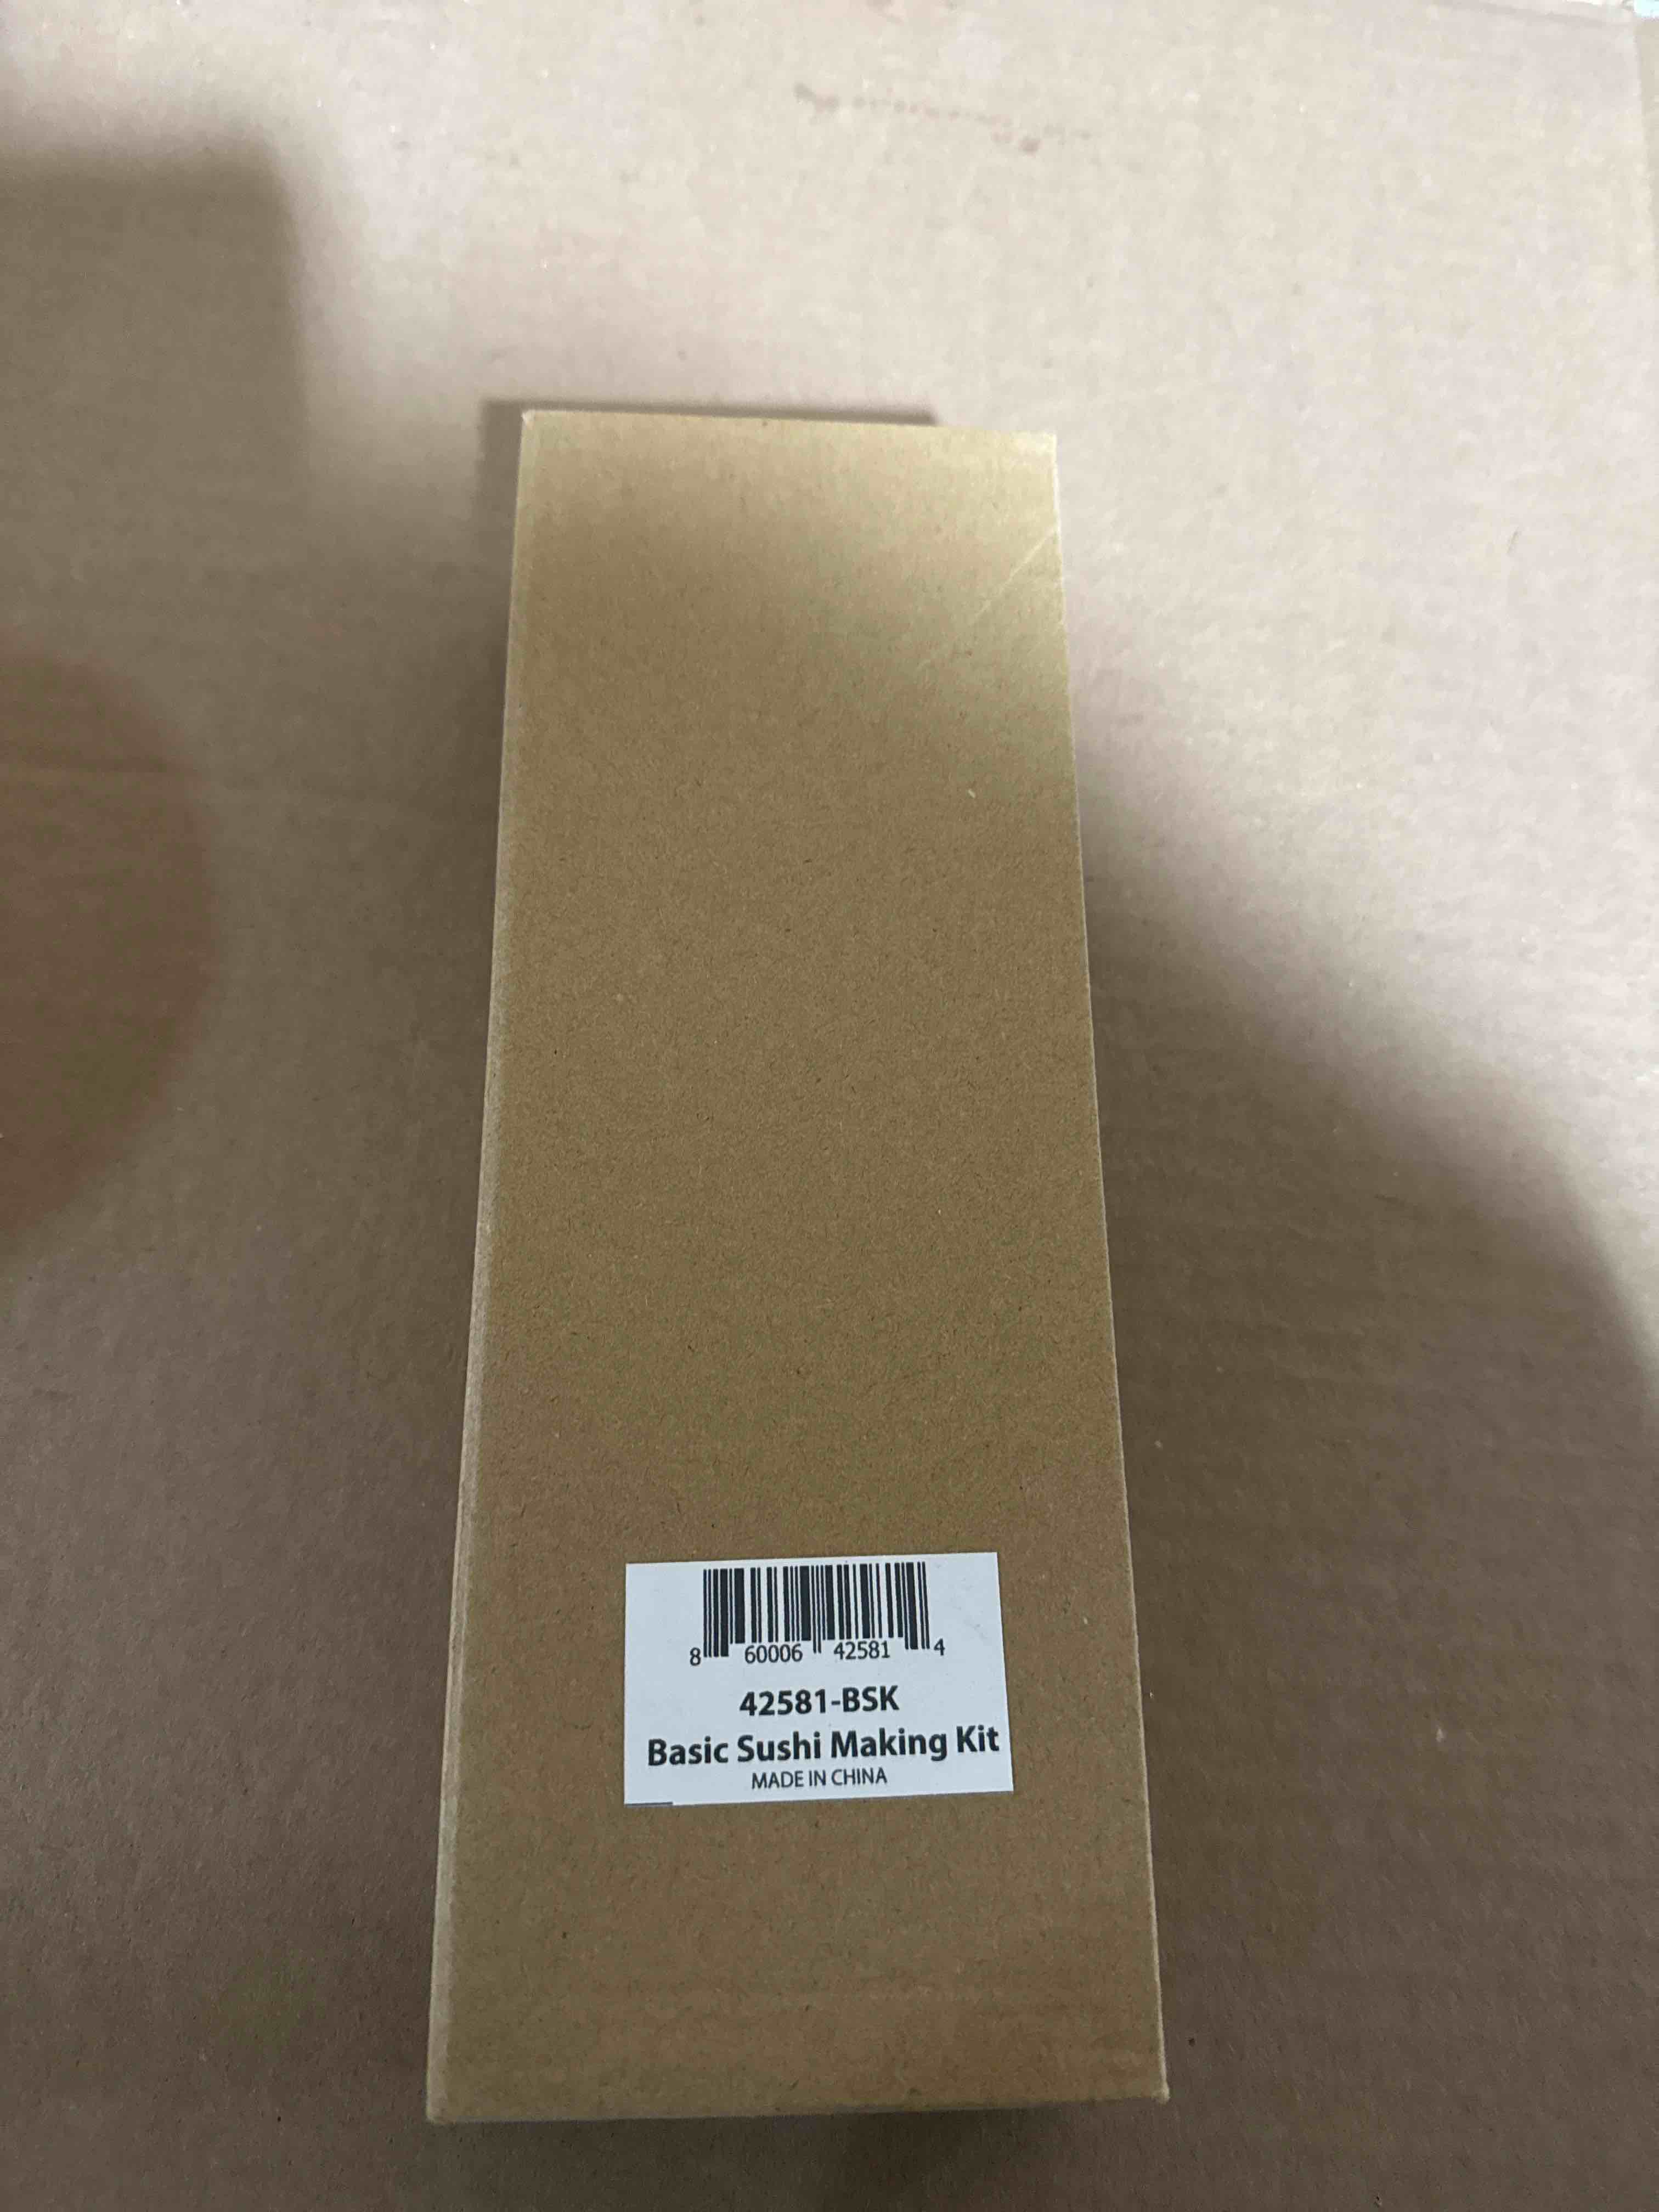 8 60006 42581 4
42581-BSK
Basic Sushi Making Kit
MADE IN CHINA